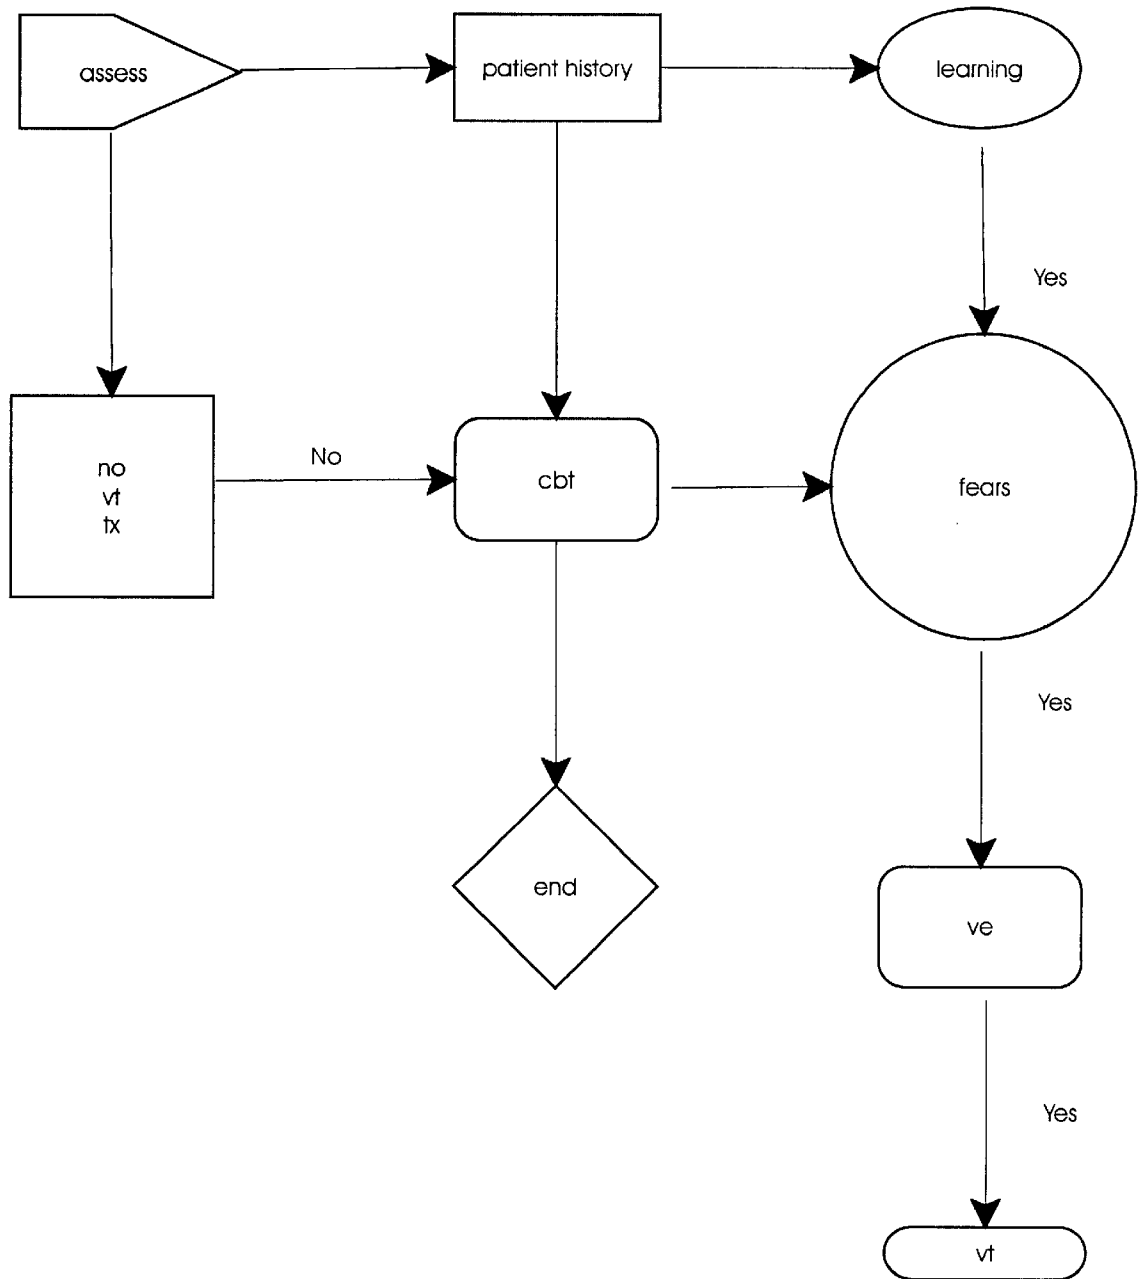 assess
patient history
learning
Yes
no
vt
tx
No
cbt
fears
Yes
end
ve
Yes
vt